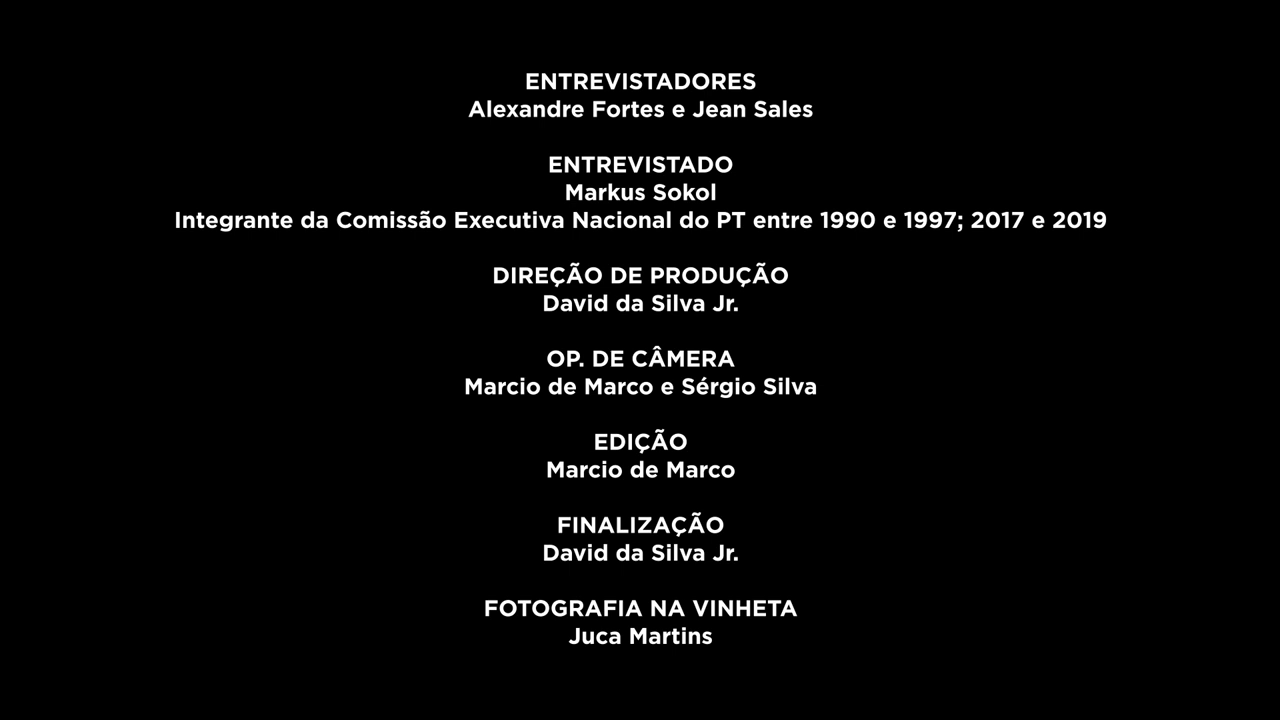 ENTREVISTADORES
Alexandre Fortes e Jean Sales
ENTREVISTADO
Markus Sokol
Integrante da Comissão Executiva Nacional do PT entre 1990 e 1997; 2017 e 2019
DIREÇÃO DE PRODUÇÃO
David da Silva Jr.
OP. DE CÂMERA
Marcio de Marco e Sérgio Silva
EDIÇÃO
Marcio de Marco
FINALIZAÇÃO
David da Silva Jr.
FOTOGRAFIA NA VINHETA
Juca Martins